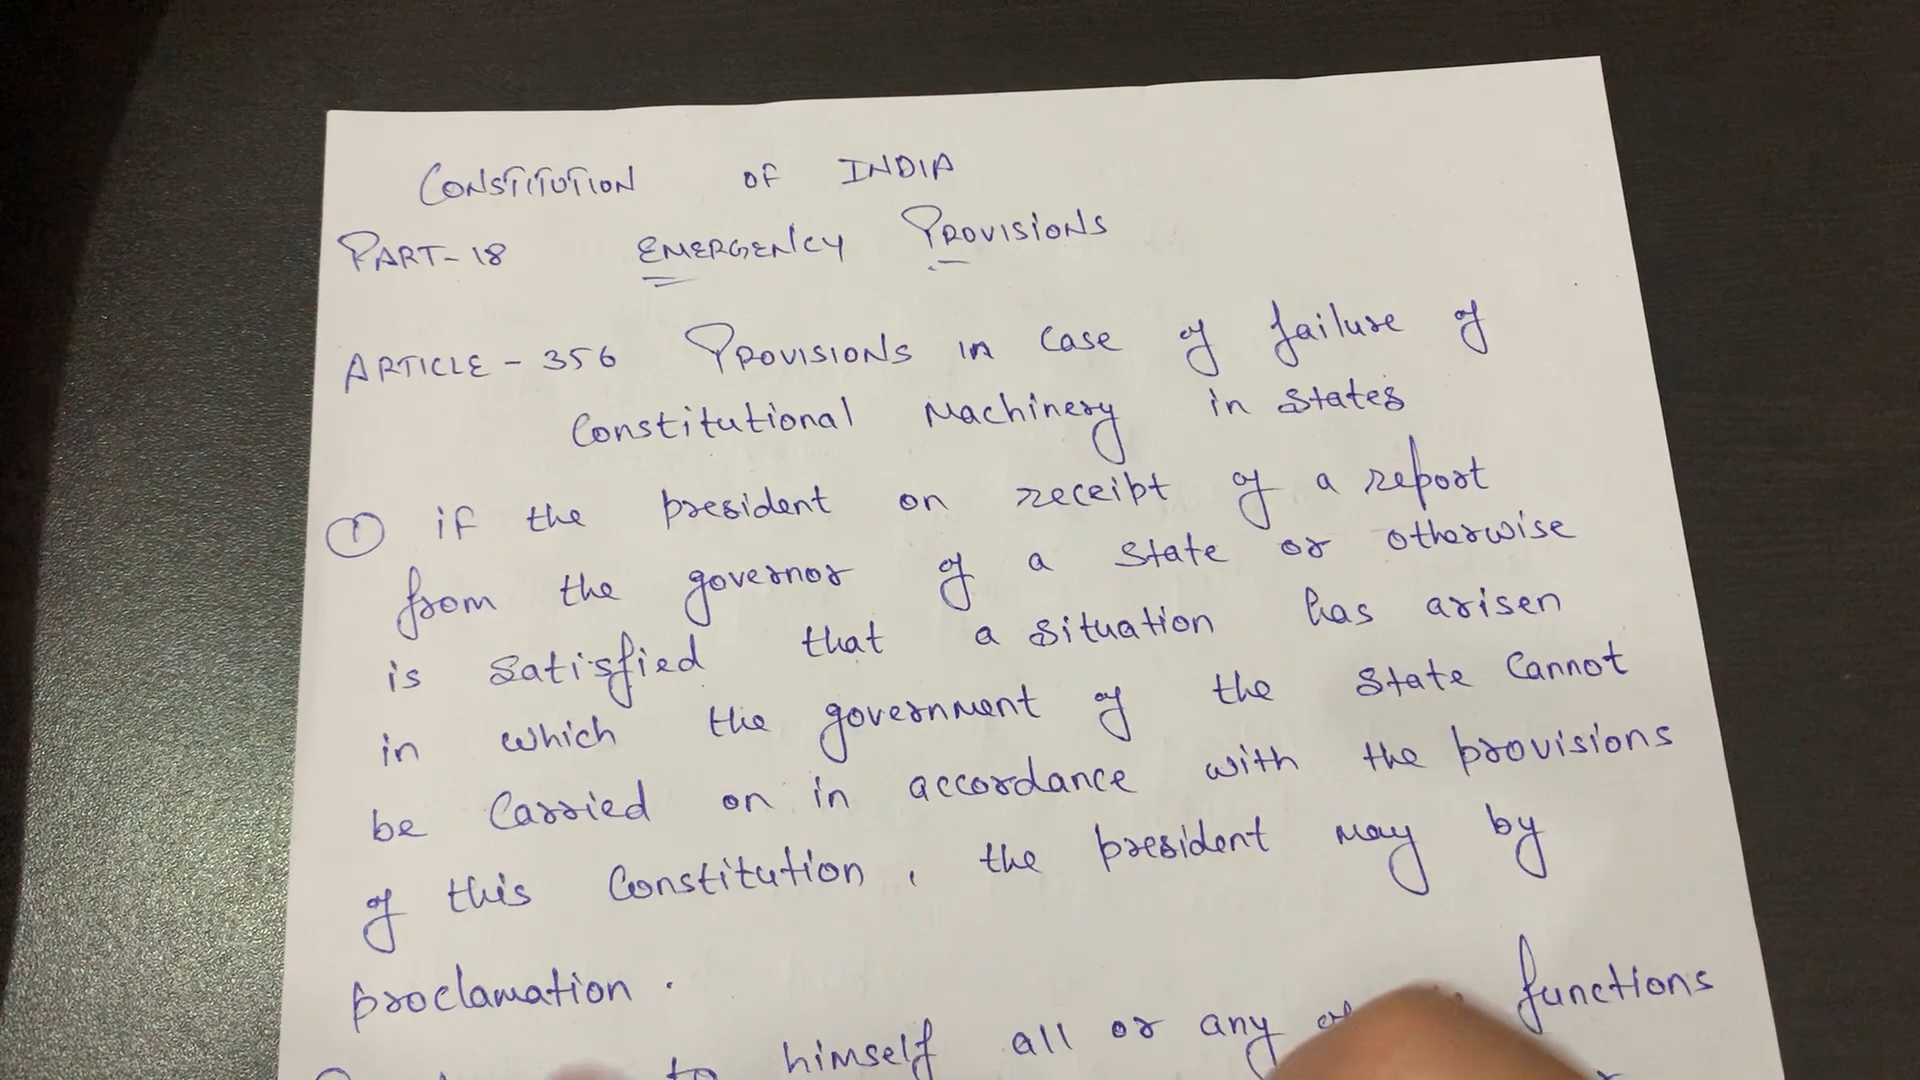 CONSTITUTION OF INDIA
PART-18 EMERGENCY PROVISIONS
ARTICLE - 356 PROVISIONS in Case of failure of
Constitutional Machinery in states
① if the president on receipt of a report
from the governor of a state or otherwise
is satisfied that a situation has arisen
in which the government of the state Cannot
be Carried on in accordance with the provisions
of this Constitution, the president may by
proclamation.
to himself all or any functions